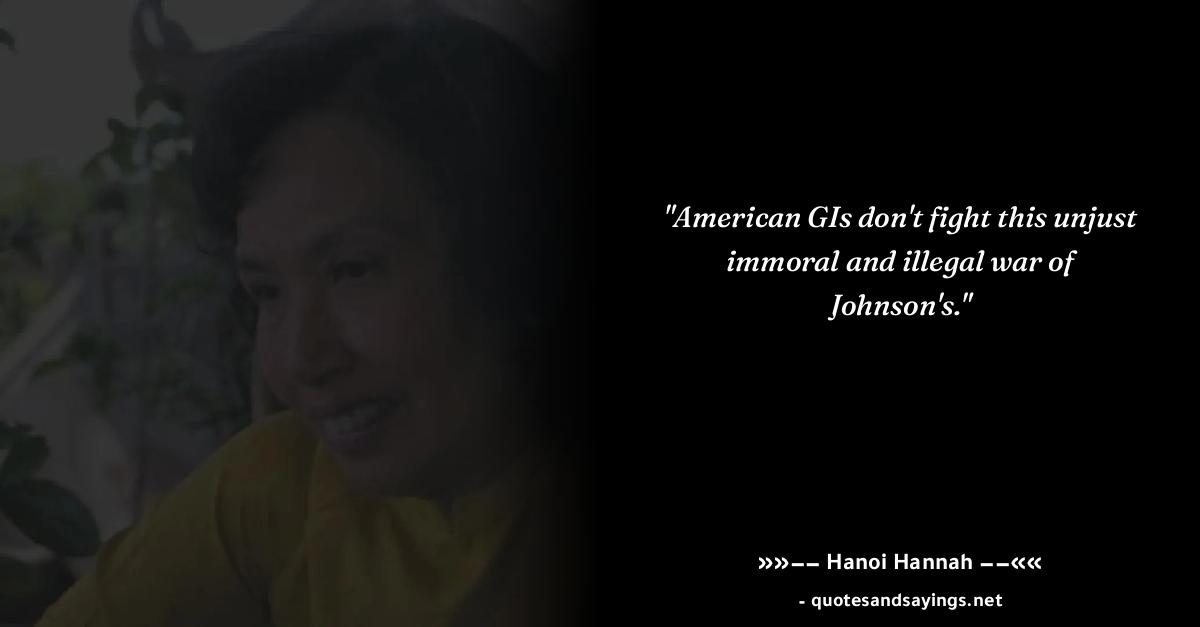 "American GIs don't fight this unjust
immoral and illegal war of
Johnson's."
»»–– Hanoi Hannah ––««
- quotesandsayings.net